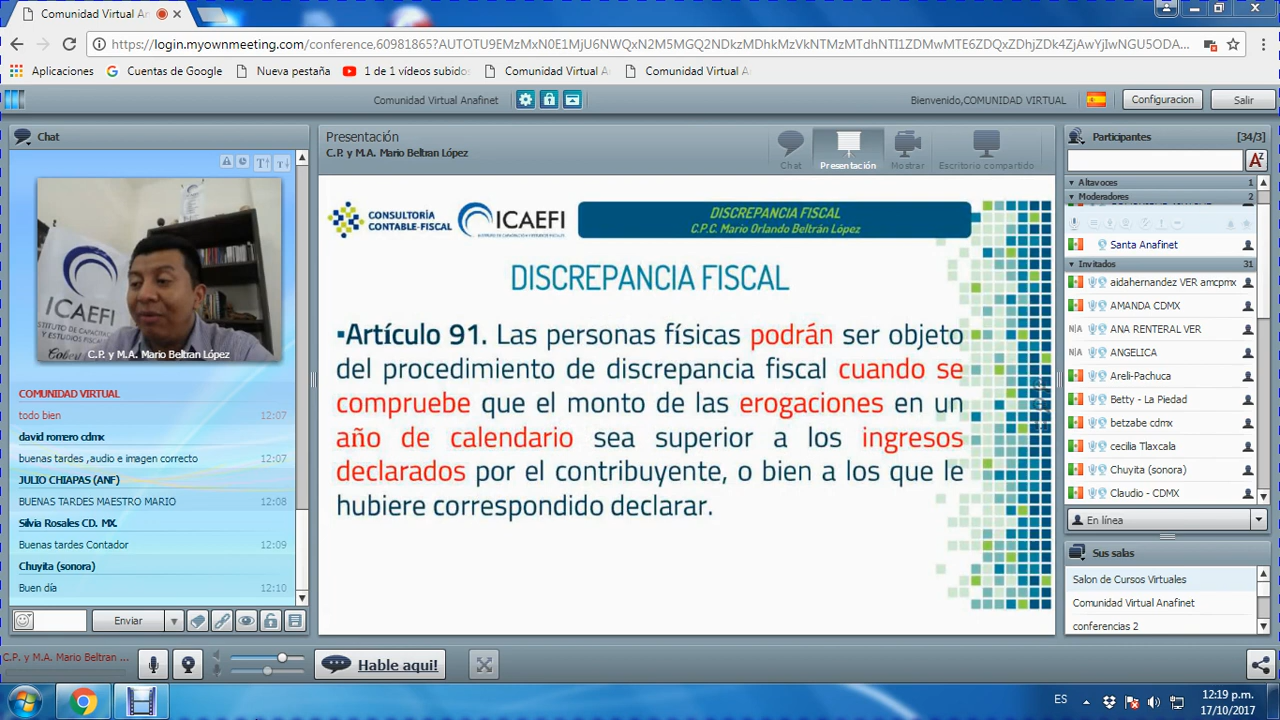 Comunidad Virtual
https://login.myownmeeting.com/conference,60981865?AUTOTU9EMzMxN0E1MjU6NWQxN2M5MGQ2NDkzMDhkMzVkNTMzMTdhNTI1ZDMwMTE6ZDQxZDhjZDk4ZjAwYjIwNGU5ODA...
Aplicaciones
Cuentas de Google
Nueva pestaña
1 de 1 vídeos subidos
Comunidad Virtual An
Comunidad Virtual A
Comunidad Virtual Anafinet
Bienvenido,COMUNIDAD VIRTUAL
Configuracion
Salir
Chat
ICAEFI
C.P. y M.A. Mario Beltran López
COMUNIDAD VIRTUAL
todo bien 12:07
david romero cdmx
buenas tardes ,audio e imagen correcto 12:07
JULIO CHIAPAS (ANF)
BUENAS TARDES MAESTRO MARIO 12:08
Silvia Rosales CD. MX.
Buenas tardes Contador 12:09
Chuyita (sonora)
Buen día 12:10
Enviar
Presentación
C.P. y M.A. Mario Beltran López
Chat
Presentación
Mostrar
Escritorio compartido
CONSULTORÍA
CONTABLE-FISCAL
ICAEFI
DISCREPANCIA FISCAL
C.P.C. Mario Orlando Beltrán López
DISCREPANCIA FISCAL
▪Artículo 91. Las personas físicas podrán ser objeto
del procedimiento de discrepancia fiscal cuando se
compruebe que el monto de las erogaciones en un
año de calendario sea superior a los ingresos
declarados por el contribuyente, o bien a los que le
hubiere correspondido declarar.
Participantes [34/3]
Altavoces 1
Moderadores 2
Santa Anafinet
Invitados 31
aidahernandez VER amcpmx
AMANDA CDMX
N/A ANA RENTERAL VER
N/A ANGELICA
Areli-Pachuca
Betty - La Piedad
betzabe cdmx
cecilia Tlaxcala
Chuyita (sonora)
Claudio - CDMX
En línea
Sus salas
Salon de Cursos Virtuales
Comunidad Virtual Anafinet
conferencias 2
C.P. y M.A. Mario Beltran ...
Hable aqui!
ES
12:19 p.m.
17/10/2017